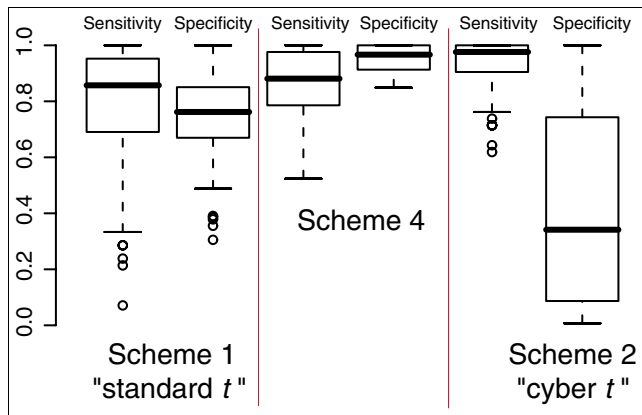 Sensitivity Specificity Sensitivity Specificity Sensitivity Specificity
1.0
0.8
0.6
0.4
0.2
0.0
Scheme 4
Scheme 1
"standard t"
Scheme 2
"cyber t"